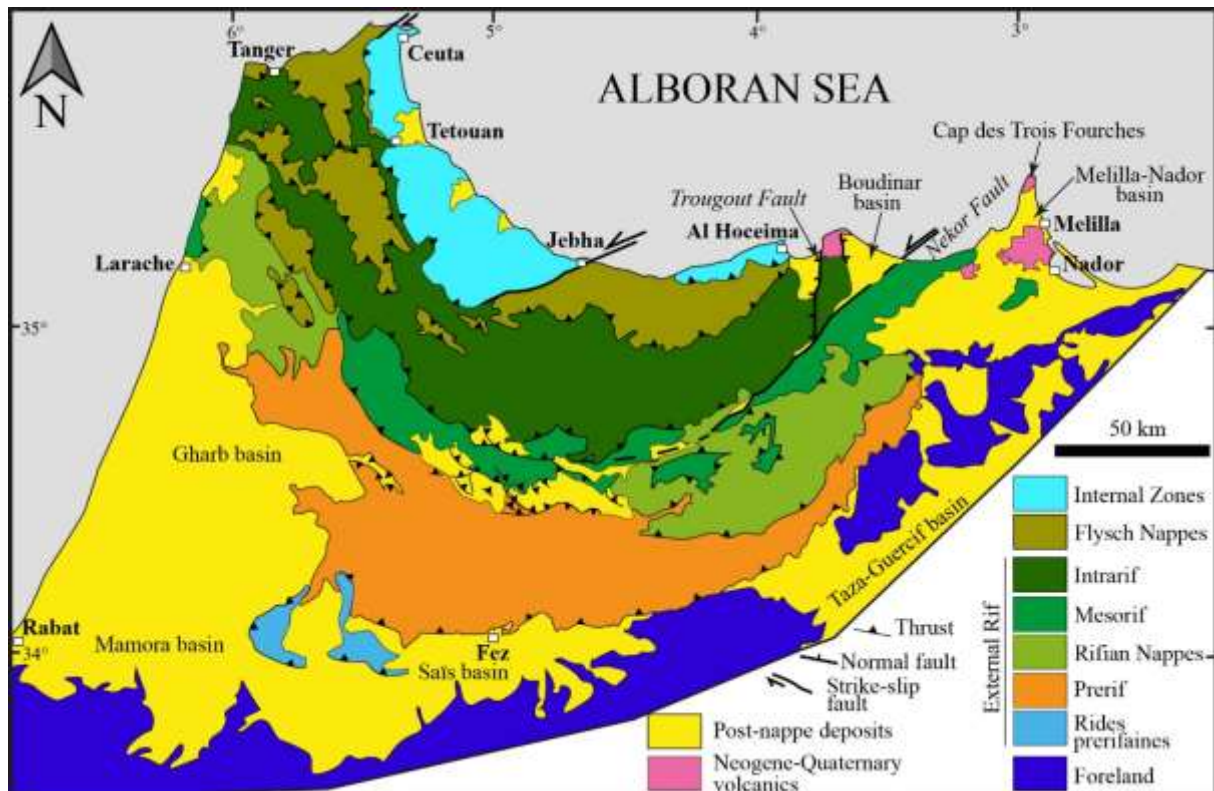 6°
5°
4°
3°
Tanger
Ceuta
ALBORAN SEA
N
Cap des Trois Fourches
Tetouan
Boudinar
basin
Melilla-Nador
basin
Trougout Fault
Nekor Fault
Melilla
Jebha
Al Hoceima
Larache
Nador
35°
50 km
Gharb basin
Internal Zones
Flysch Nappes
External Rif
Intrarif
Mesorif
Rifian Nappes
Prerif
Rides
prerifaines
Foreland
Taza-Guercif basin
Rabat
34°
Mamora basin
Fez
Saïs basin
Thrust
Normal fault
Strike-slip
fault
Post-nappe deposits
Neogene-Quaternary
volcanics